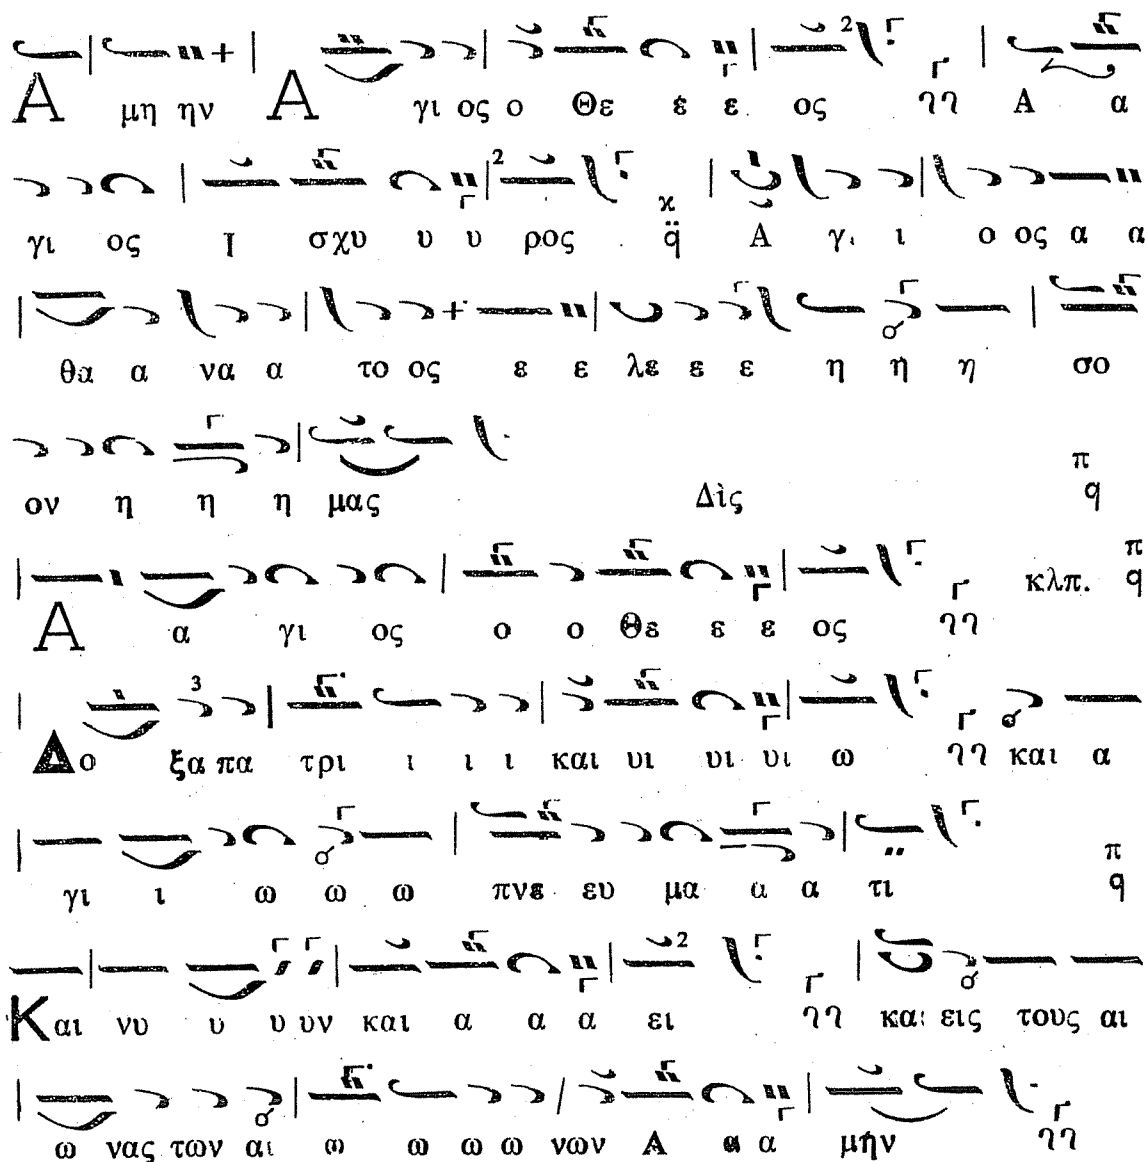 Α μη ην Α γι ος ο Θε έ ε ος Α α
γι ος Ι σχυ υ υ ρος Α γι ι ο ος α α
θα α να α το ος ε ε λε ε ε η η η σο
ον η η η μας Δὶς
Α α γι ος ο ο Θε ε ε ος κλπ.
Δο ξα πα τρι ι ι ι και υι υι υι ω και α
γι ι ω ω ω πνε ευ μα α α τι
Και νυ υ υ υν και α α α ει και εις τους αι
ω νας των αι ω ω ω ω νων Α α α μήν